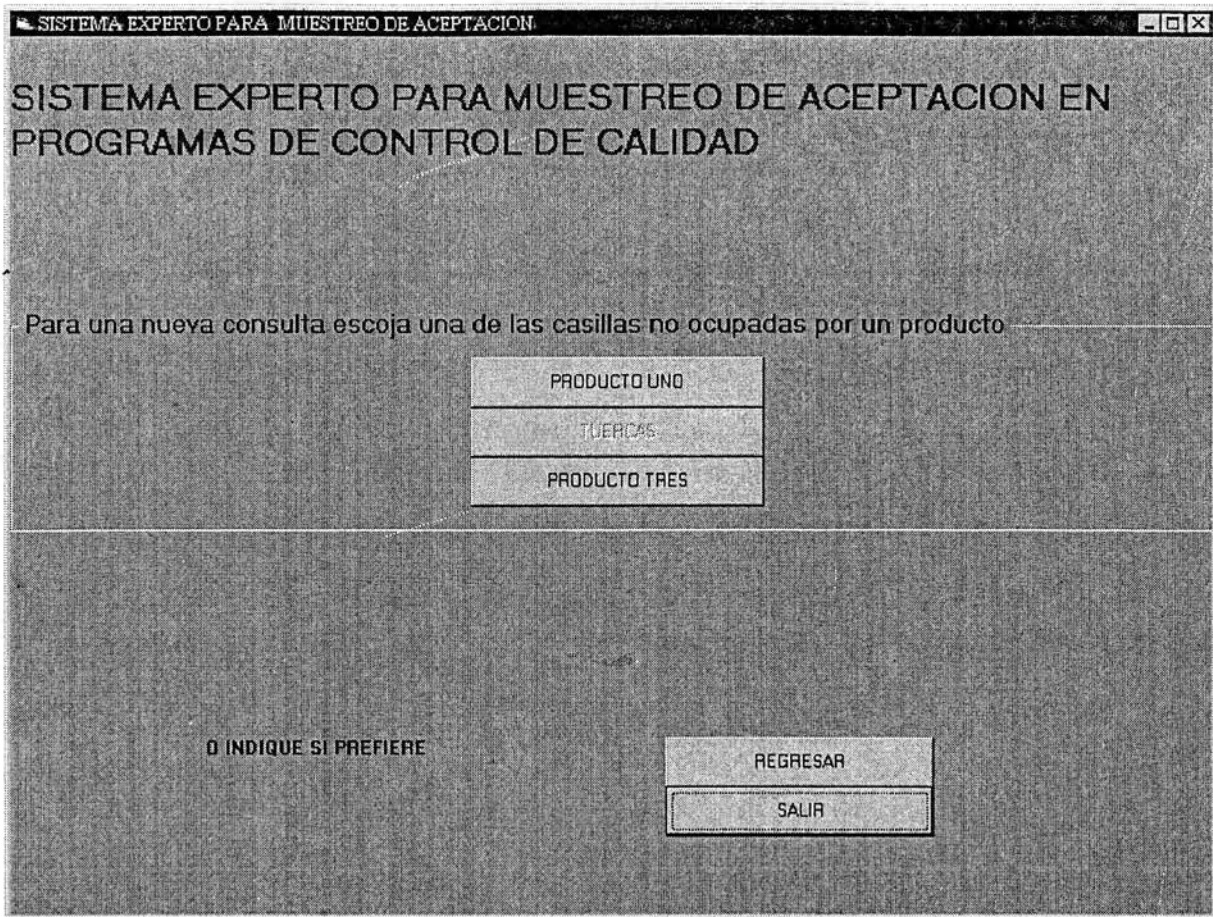 SISTEMA EXPERTO PARA MUESTREO DE ACEPTACION
SISTEMA EXPERTO PARA MUESTREO DE ACEPTACION EN
PROGRAMAS DE CONTROL DE CALIDAD
Para una nueva consulta escoja una de las casillas no ocupadas por un producto
PRODUCTO UNO
TUERCAS
PRODUCTO TRES
O INDIQUE SI PREFIERE
REGRESAR
SALIR